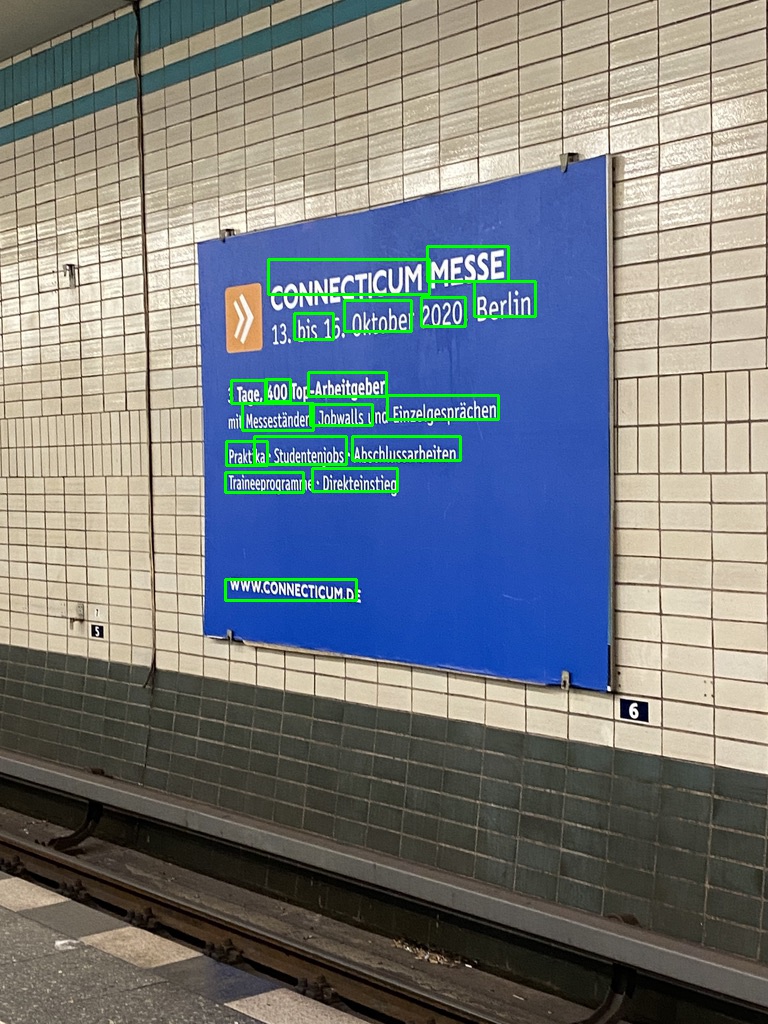 CONNECTICUM MESSE
13. bis 15. Oktober 2020 Berlin
3 Tage, 400 Top-Arbeitgeber
mit Messeständen, Jobwalls und Einzelgesprächen
Praktika · Studentenjobs · Abschlussarbeiten
Traineeprogramme · Direkteinstieg
WWW.CONNECTICUM.DE
5
6